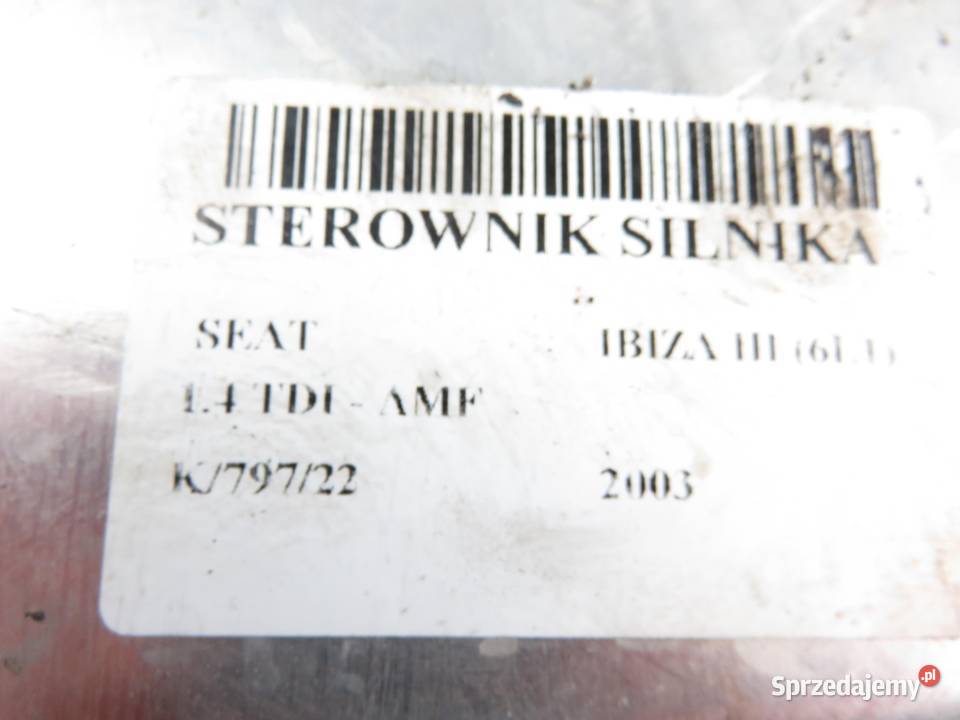 STEROWNIK SILNIKA
SEAT IBIZA III (6L1)
1.4 TDI - AMF
K/797/22 2003
Sprzedajemy.pl